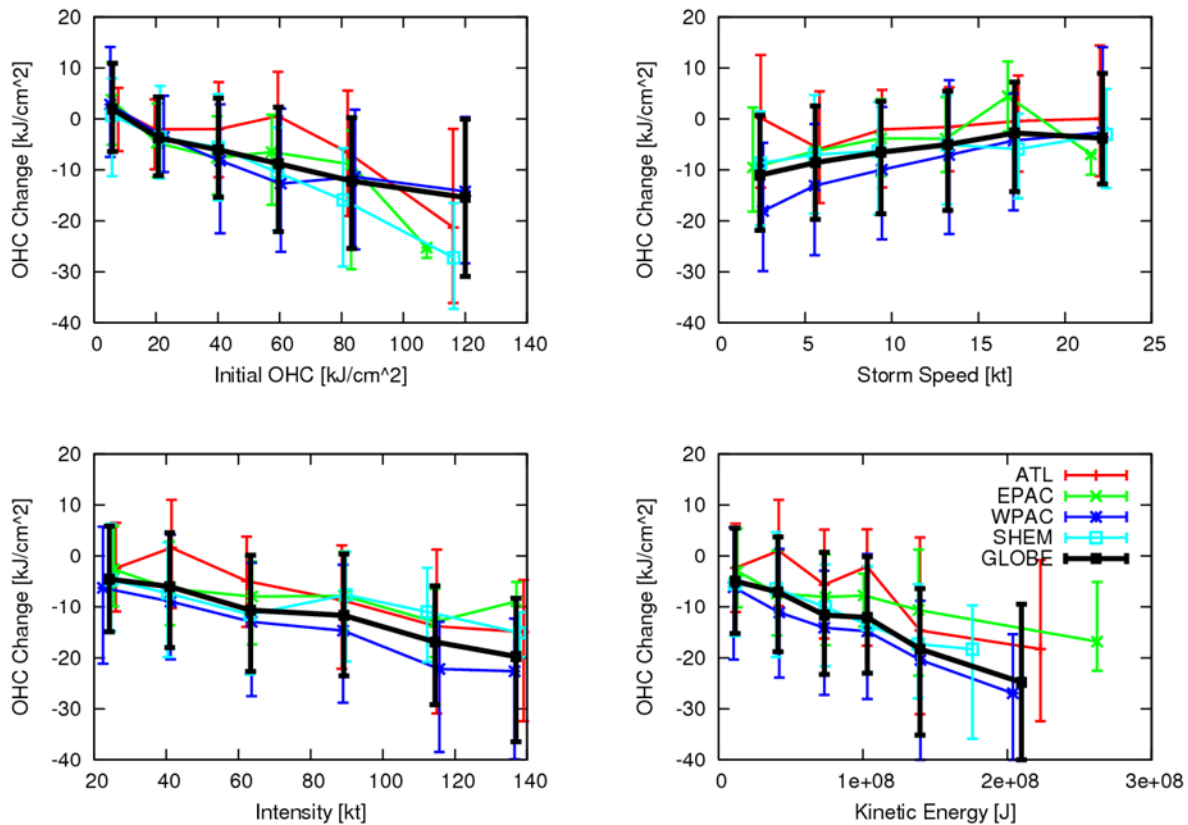 20
10
0
-10
-20
-30
-40
OHC Change [kJ/cm^2]
0 20 40 60 80 100 120 140
Initial OHC [kJ/cm^2]
20
10
0
-10
-20
-30
-40
OHC Change [kJ/cm^2]
0 5 10 15 20 25
Storm Speed [kt]
20
10
0
-10
-20
-30
-40
OHC Change [kJ/cm^2]
20 40 60 80 100 120 140
Intensity [kt]
20
10
0
-10
-20
-30
-40
OHC Change [kJ/cm^2]
ATL
EPAC
WPAC
SHEM
GLOBE
0 1e+08 2e+08 3e+08
Kinetic Energy [J]